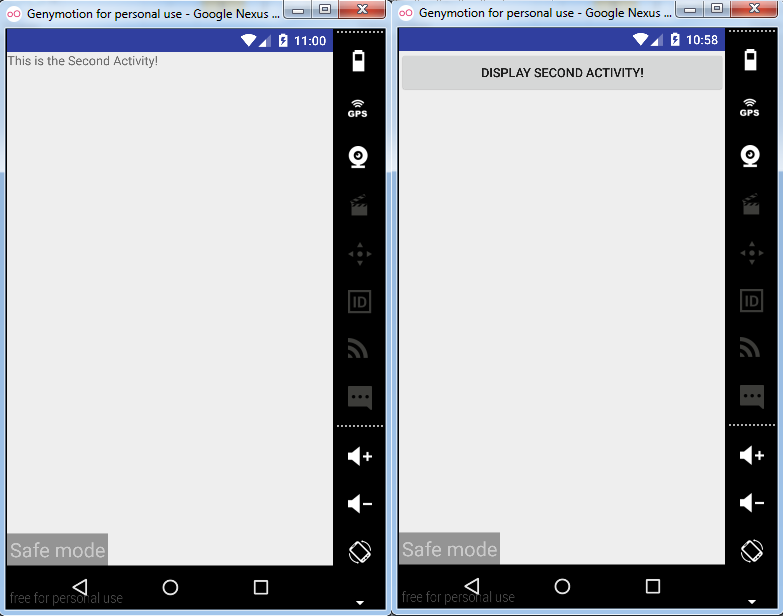 Genymotion for personal use - Google Nexus ...
11:00
This is the Second Activity!
GPS
ID
Safe mode
free for personal use
Genymotion for personal use - Google Nexus ...
10:58
DISPLAY SECOND ACTIVITY!
GPS
ID
Safe mode
free for personal use